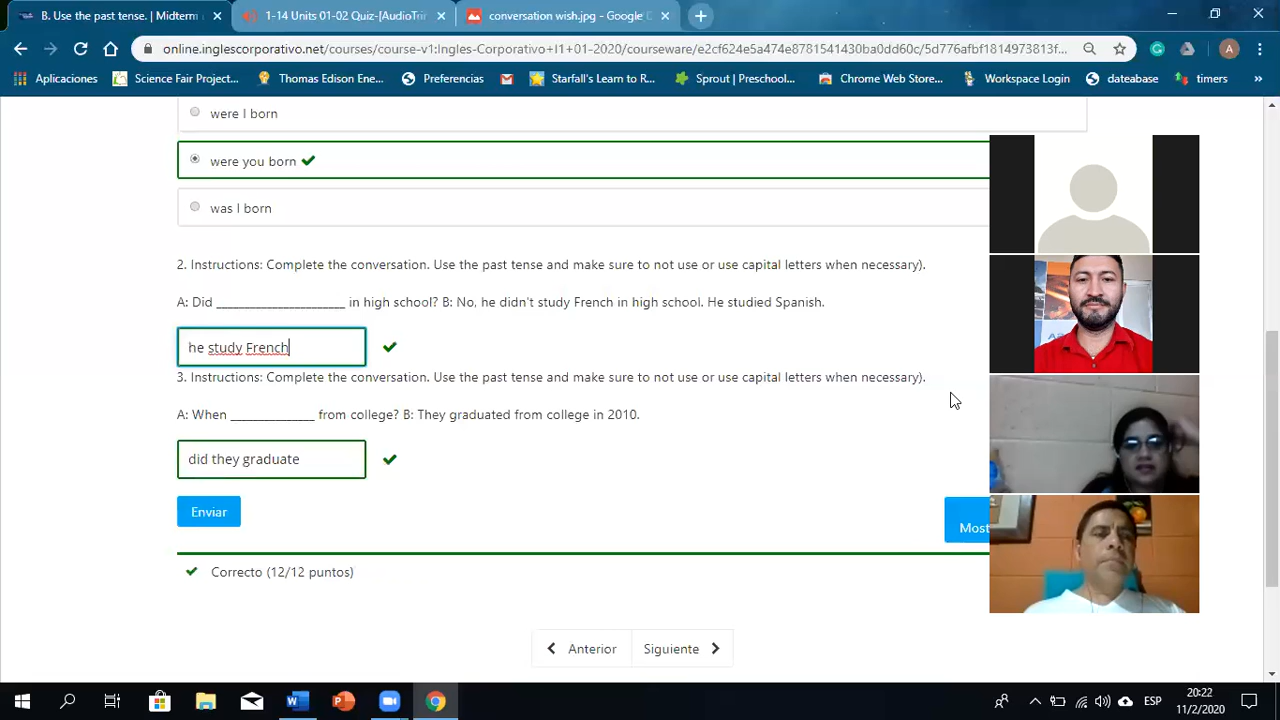 B. Use the past tense. | Midterm
1-14 Units 01-02 Quiz-[AudioTrim
conversation wish.jpg - Google D
online.inglescorporativo.net/courses/course-v1:Ingles-Corporativo+I1+01-2020/courseware/e2cf624e5a474e8781541430ba0dd60c/5d776afbf1814973813f...
A
Aplicaciones
Science Fair Project...
Thomas Edison Ene...
Preferencias
Starfall's Learn to R...
Sprout | Preschool...
Chrome Web Store...
Workspace Login
dateabase
timers
»
were I born
were you born
was I born
2. Instructions: Complete the conversation. Use the past tense and make sure to not use or use capital letters when necessary).
A: Did ______________________ in high school? B: No, he didn't study French in high school. He studied Spanish.
he study French
3. Instructions: Complete the conversation. Use the past tense and make sure to not use or use capital letters when necessary).
A: When ______________ from college? B: They graduated from college in 2010.
did they graduate
Enviar
Most
Correcto (12/12 puntos)
Anterior
Siguiente
ESP
20:22
11/2/2020